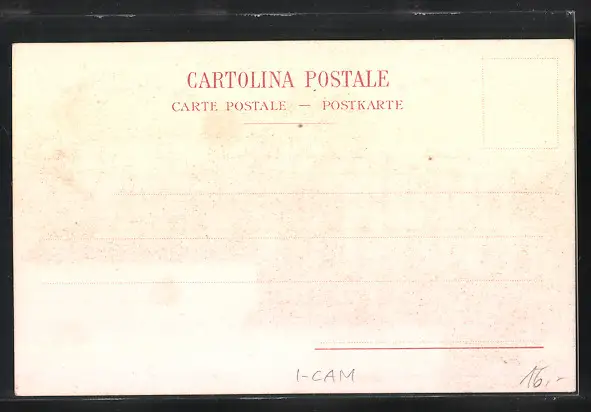 CARTOLINA POSTALE
CARTE POSTALE — POSTKARTE
I-CAM
16,-